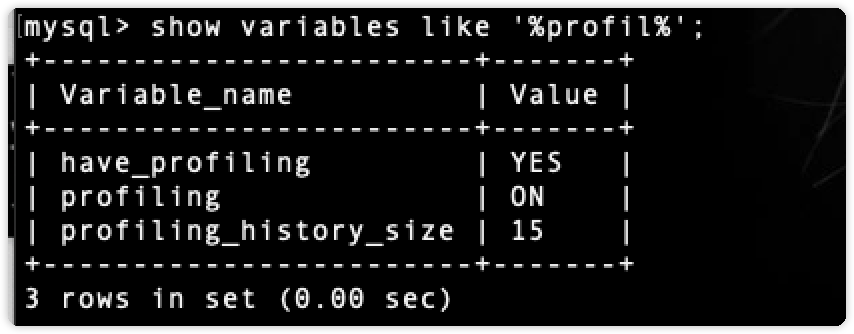 mysql> show variables like '%profil%';
+------------------------+-------+
| Variable_name          | Value |
+------------------------+-------+
| have_profiling         | YES   |
| profiling              | ON    |
| profiling_history_size | 15    |
+------------------------+-------+
3 rows in set (0.00 sec)